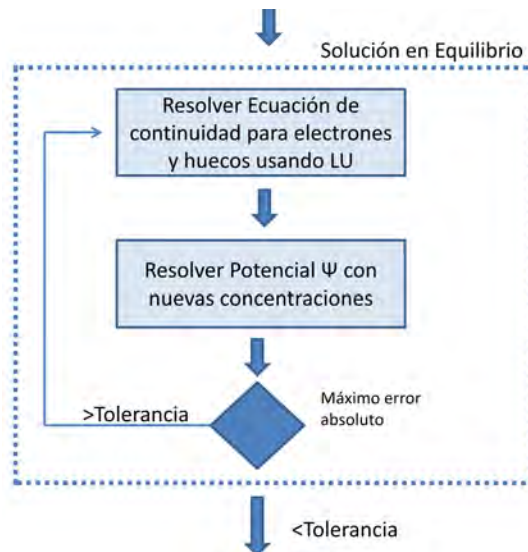 Solución en Equilibrio
Resolver Ecuación de
continuidad para electrones
y huecos usando LU
Resolver Potencial Ψ con
nuevas concentraciones
>Tolerancia
Máximo error
absoluto
<Tolerancia